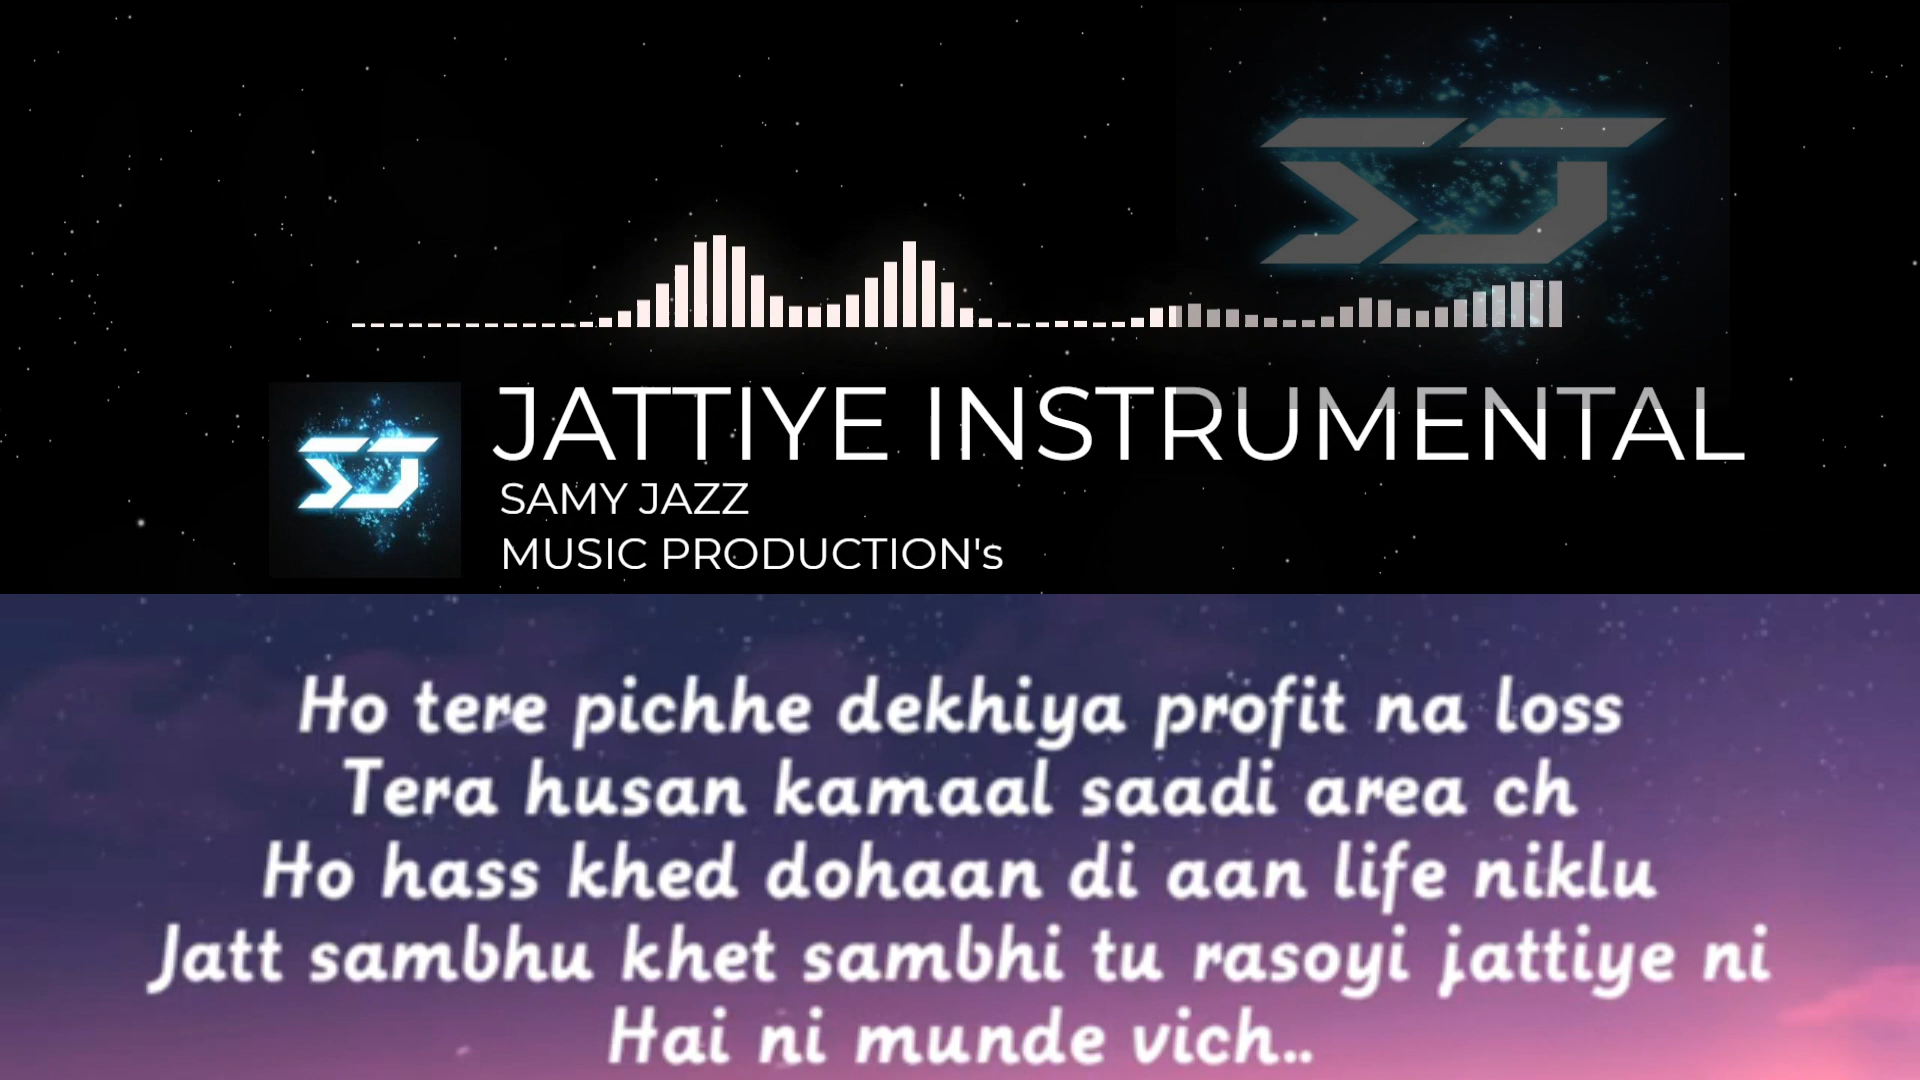 SJ
JATTIYE INSTRUMENTAL
SJ
SAMY JAZZ
MUSIC PRODUCTION's
Ho tere pichhe dekhiya profit na loss
Tera husan kamaal saadi area ch
Ho hass khed dohaan di aan life niklu
Jatt sambhu khet sambhi tu rasoyi jattiye ni
Hai ni munde vich..